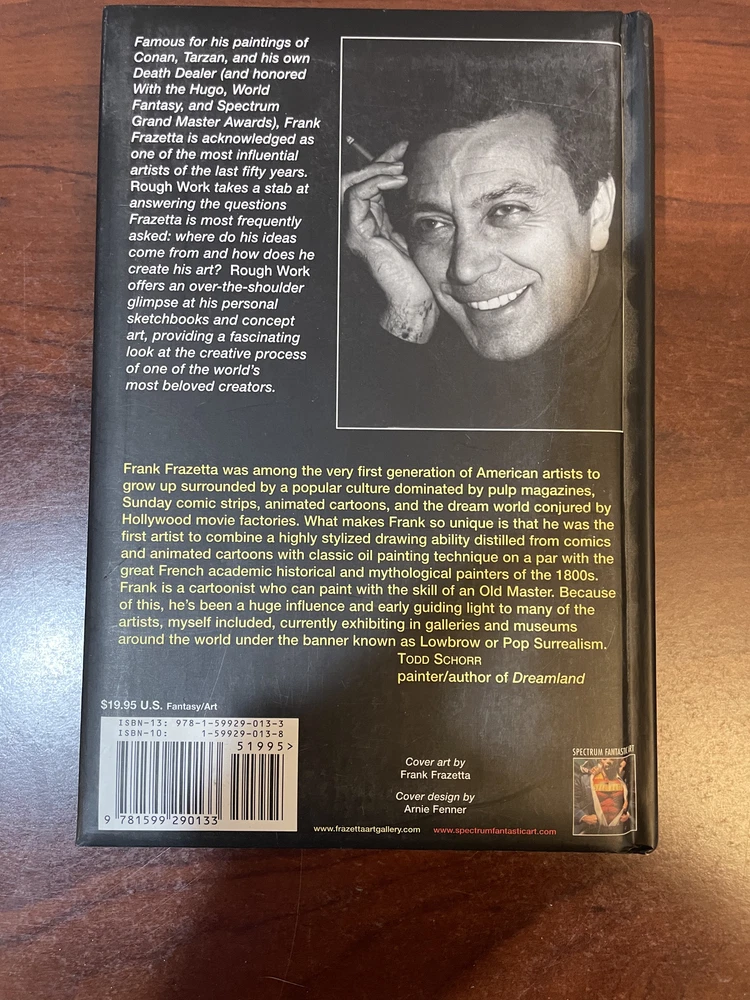 Famous for his paintings of
Conan, Tarzan, and his own
Death Dealer (and honored
With the Hugo, World
Fantasy, and Spectrum
Grand Master Awards), Frank
Frazetta is acknowledged as
one of the most influential
artists of the last fifty years.
Rough Work takes a stab at
answering the questions
Frazetta is most frequently
asked: where do his ideas
come from and how does he
create his art? Rough Work
offers an over-the-shoulder
glimpse at his personal
sketchbooks and concept
art, providing a fascinating
look at the creative process
of one of the world's
most beloved creators.
Frank Frazetta was among the very first generation of American artists to
grow up surrounded by a popular culture dominated by pulp magazines,
Sunday comic strips, animated cartoons, and the dream world conjured by
Hollywood movie factories. What makes Frank so unique is that he was the
first artist to combine a highly stylized drawing ability distilled from comics
and animated cartoons with classic oil painting technique on a par with the
great French academic historical and mythological painters of the 1800s.
Frank is a cartoonist who can paint with the skill of an Old Master. Because
of this, he's been a huge influence and early guiding light to many of the
artists, myself included, currently exhibiting in galleries and museums
around the world under the banner known as Lowbrow or Pop Surrealism.
Todd Schorr
painter/author of Dreamland
$19.95 U.S. Fantasy/Art
ISBN-13: 978-1-59929-013-3
ISBN-10: 1-59929-013-8
51995>
9 781599 290133
Cover art by
Frank Frazetta
Cover design by
Arnie Fenner
www.frazettaartgallery.com www.spectrumfantasticart.com
SPECTRUM FANTASTIC ART